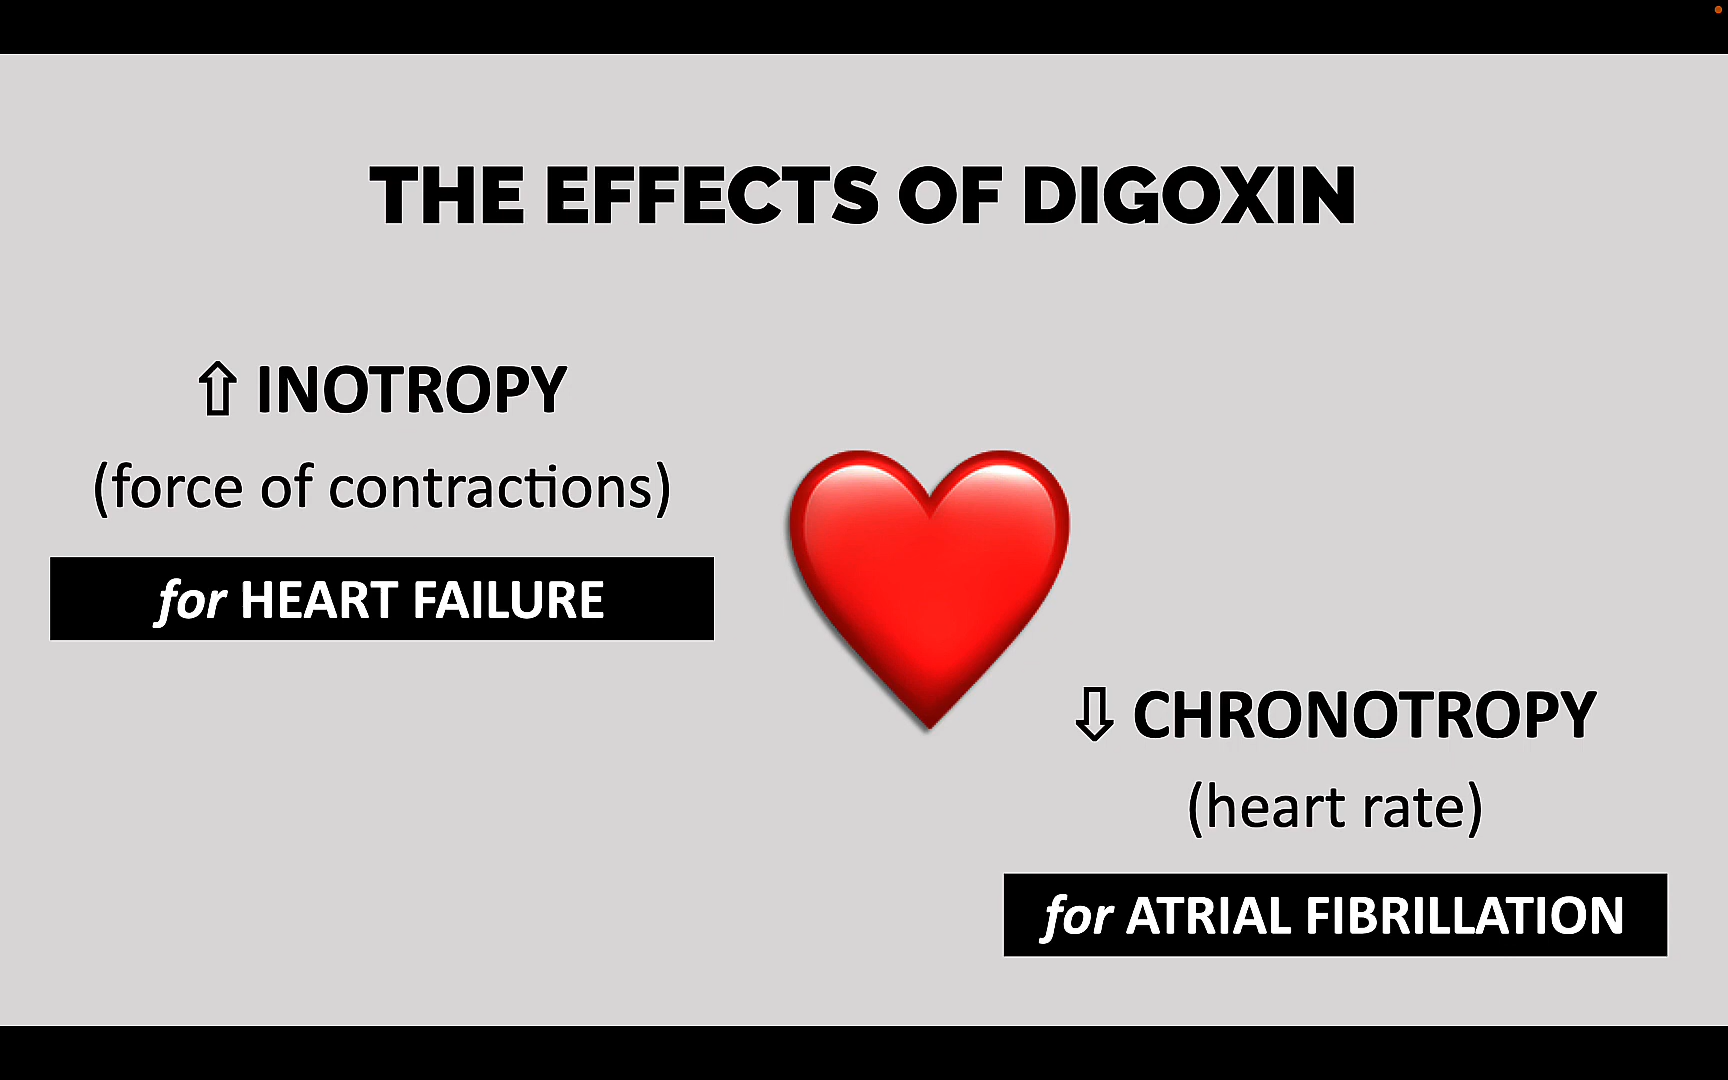 THE EFFECTS OF DIGOXIN
⇧ INOTROPY
(force of contractions)
for HEART FAILURE
⇩ CHRONOTROPY
(heart rate)
for ATRIAL FIBRILLATION